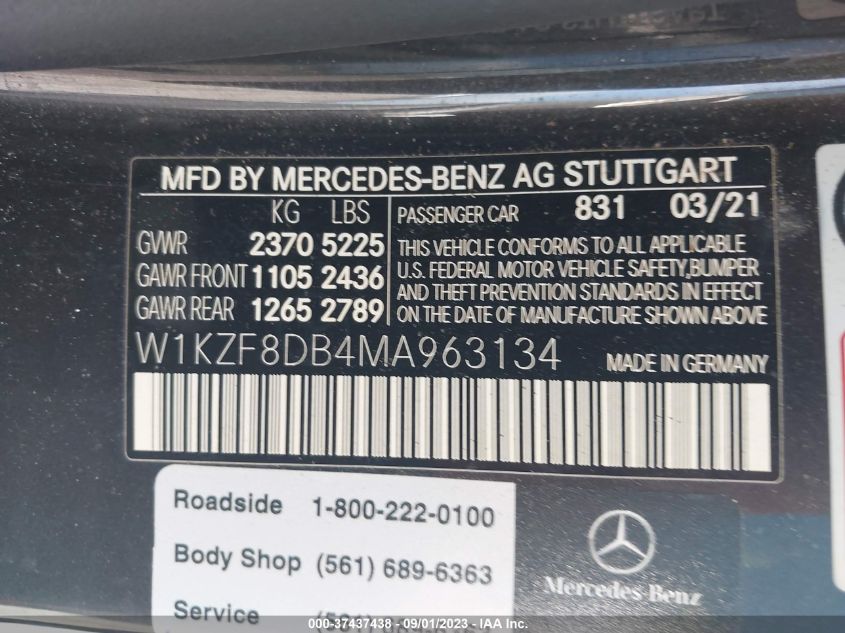 MFD BY MERCEDES-BENZ AG STUTTGART
KG LBS
GVWR 2370 5225
GAWR FRONT 1105 2436
GAWR REAR 1265 2789
PASSENGER CAR 831 03/21
THIS VEHICLE CONFORMS TO ALL APPLICABLE
U.S. FEDERAL MOTOR VEHICLE SAFETY,BUMPER
AND THEFT PREVENTION STANDARDS IN EFFECT
ON THE DATE OF MANUFACTURE SHOWN ABOVE
W1KZF8DB4MA963134 MADE IN GERMANY
Roadside 1-800-222-0100
Body Shop (561) 689-6363
Service
Mercedes Benz
000-37437438 - 09/01/2023 - IAA Inc.